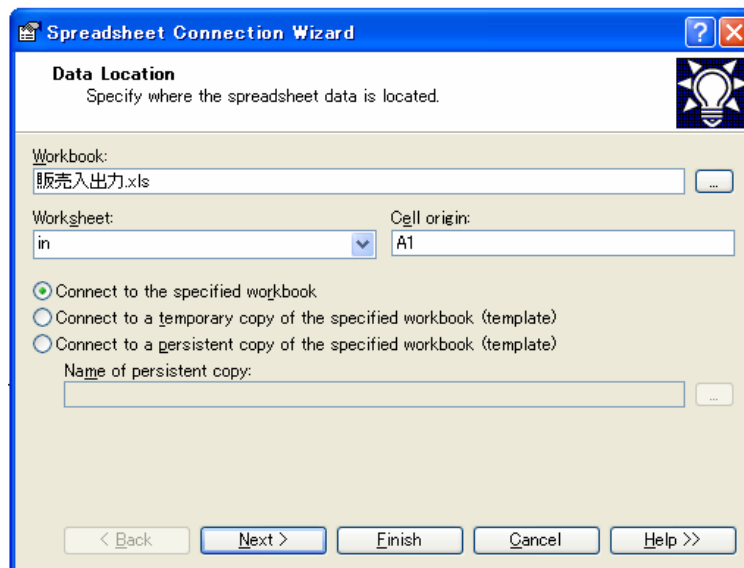 Spreadsheet Connection Wizard
Data Location
Specify where the spreadsheet data is located.
Workbook:
販売入出力.xls
...
Worksheet:
Cell origin:
in
A1
Connect to the specified workbook
Connect to a temporary copy of the specified workbook (template)
Connect to a persistent copy of the specified workbook (template)
Name of persistent copy:
...
< Back
Next >
Finish
Cancel
Help >>